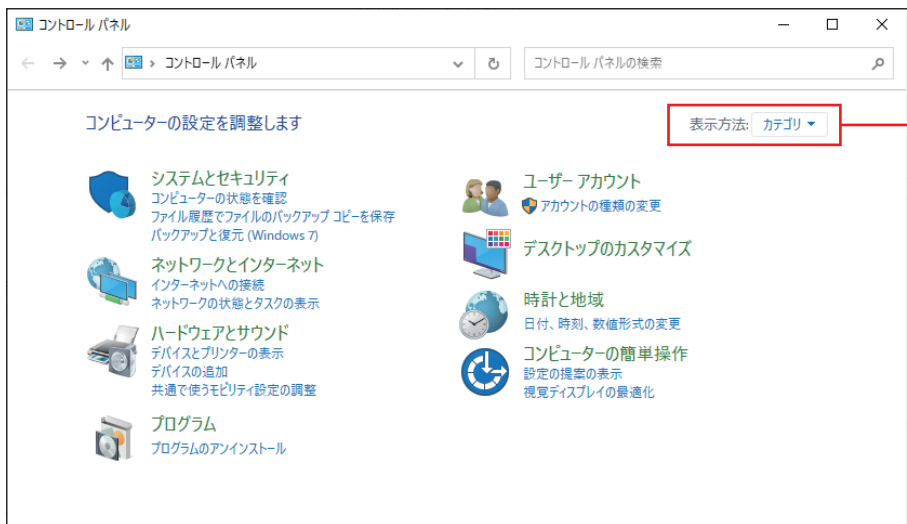 コントロール パネル
コントロール パネル
コントロール パネルの検索
コンピューターの設定を調整します
表示方法: カテゴリ
システムとセキュリティ
コンピューターの状態を確認
ファイル履歴でファイルのバックアップ コピーを保存
バックアップと復元 (Windows 7)
ネットワークとインターネット
インターネットへの接続
ネットワークの状態とタスクの表示
ハードウェアとサウンド
デバイスとプリンターの表示
デバイスの追加
共通で使うモビリティ設定の調整
プログラム
プログラムのアンインストール
ユーザー アカウント
アカウントの種類の変更
デスクトップのカスタマイズ
時計と地域
日付、時刻、数値形式の変更
コンピューターの簡単操作
設定の提案の表示
視覚ディスプレイの最適化